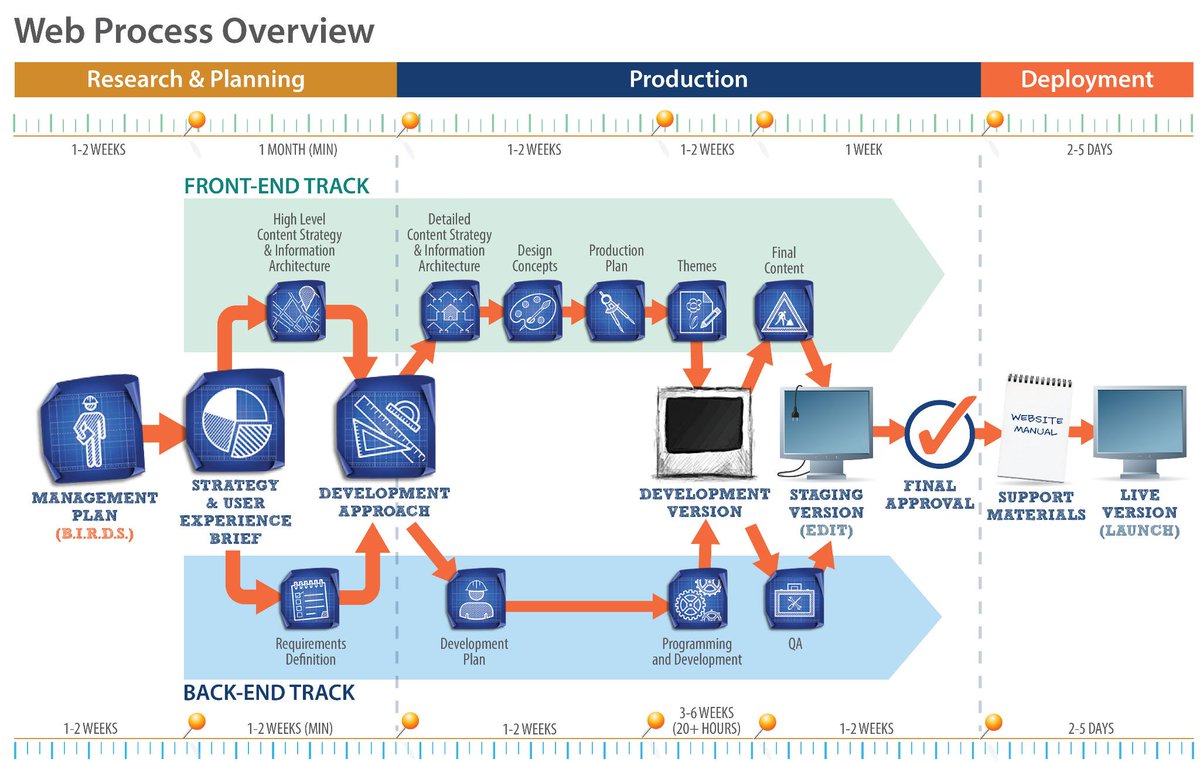 Web Process Overview
Research & Planning
Production
Deployment
1-2 WEEKS
1 MONTH (MIN)
1-2 WEEKS
1-2 WEEKS
1 WEEK
2-5 DAYS
FRONT-END TRACK
High Level
Content Strategy
& Information
Architecture
Detailed
Content Strategy
& Information
Architecture
Design
Concepts
Production
Plan
Themes
Final
Content
MANAGEMENT
PLAN
(B.I.R.D.S.)
STRATEGY
& USER
EXPERIENCE
BRIEF
DEVELOPMENT
APPROACH
DEVELOPMENT
VERSION
STAGING
VERSION
(EDIT)
FINAL
APPROVAL
WEBSITE
MANUAL
SUPPORT
MATERIALS
LIVE
VERSION
(LAUNCH)
Requirements
Definition
Development
Plan
Programming
and Development
QA
BACK-END TRACK
1-2 WEEKS
1-2 WEEKS (MIN)
1-2 WEEKS
3-6 WEEKS
(20+ HOURS)
1-2 WEEKS
2-5 DAYS